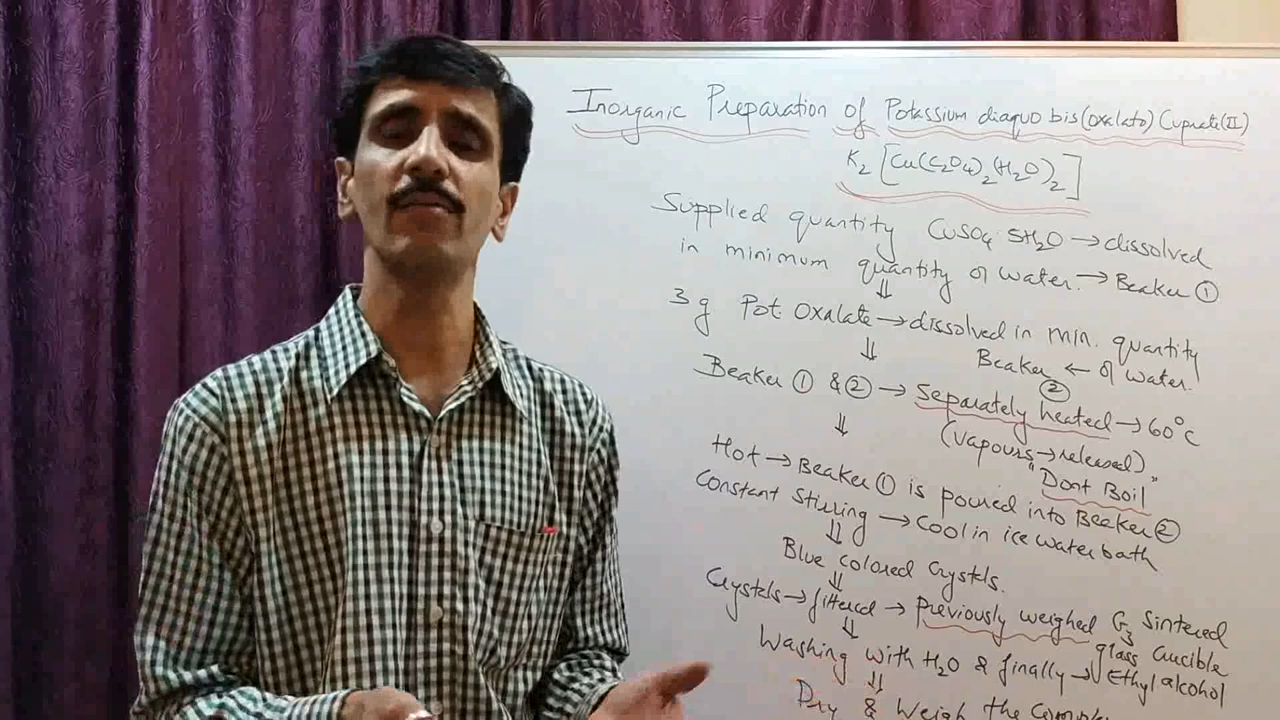 Inorganic Preparation of Potassium diaquo bis(oxalato) Cuprate(II)
K2[Cu(C2O4)2(H2O)2]
Supplied quantity CuSO4 5H2O → dissolved
in minimum quantity of water. → Beaker ①
⇓
3 g Pot Oxalate → dissolved in min. quantity
⇓ Beaker ← of water.
②
Beaker ① & ② → Separately heated → 60°C
⇓ (vapours → released)
"Dont Boil"
Hot → Beaker ① is poured into Beaker ②
Constant Stirring → Cool in ice water bath
⇓
Blue colored Crystels.
⇓
Crystels → filtered → Previously weighed G3 Sintered
⇓ glass Crucible
Washing with H2O & finally → Ethyl alcohol
⇓
Dry & Weigh the Complex